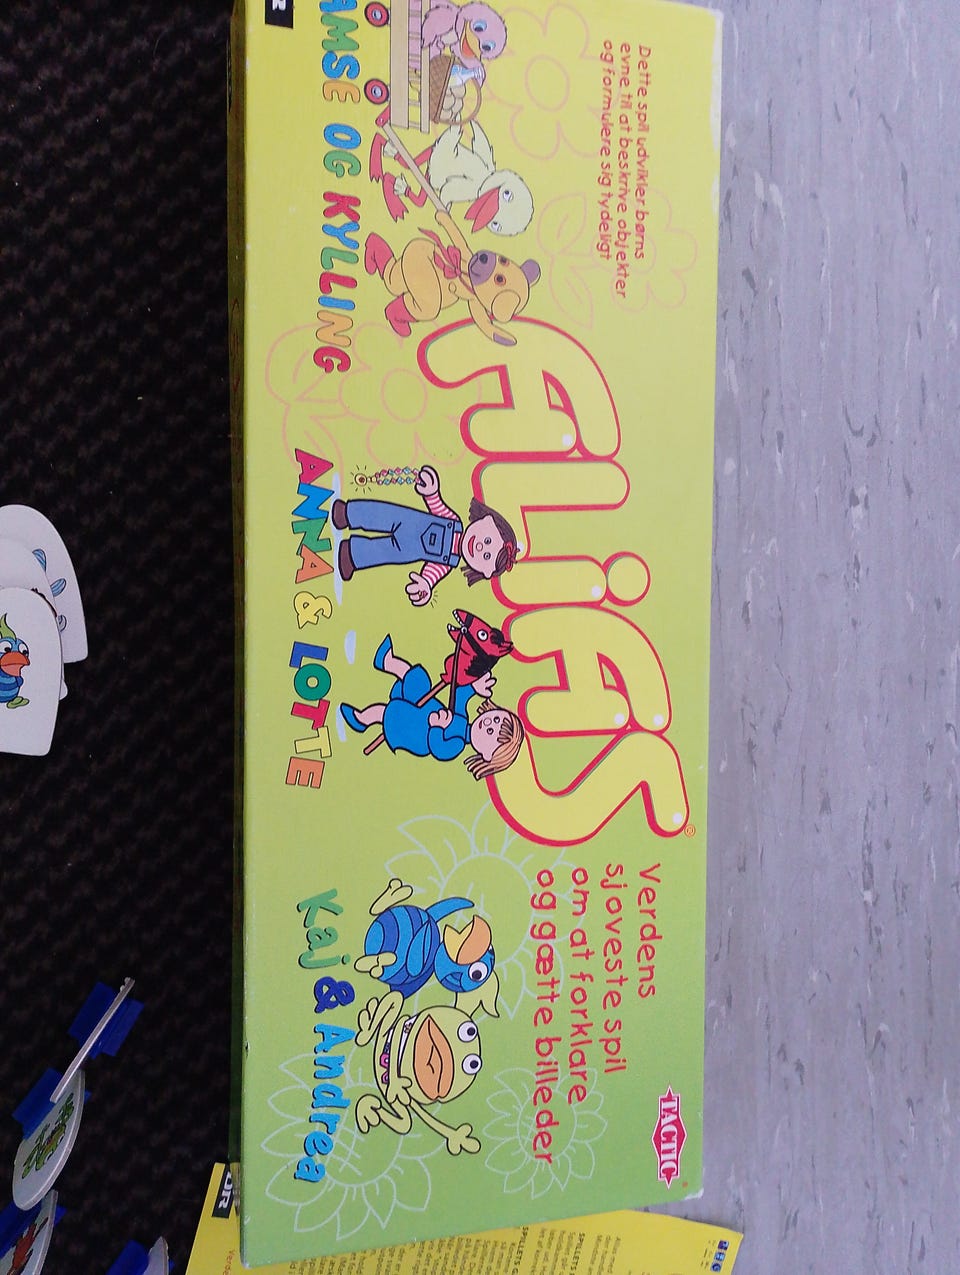 Dette spil udvikler børns
evne til at beskrive objekter
og formulere sig tydeligt
ALiAS
Verdens
sjoveste spil
om at forklare
og gætte billeder
TACTIC
AMSE OG KYLLING
ANNA & LOTTE
Kaj & Andrea
DR